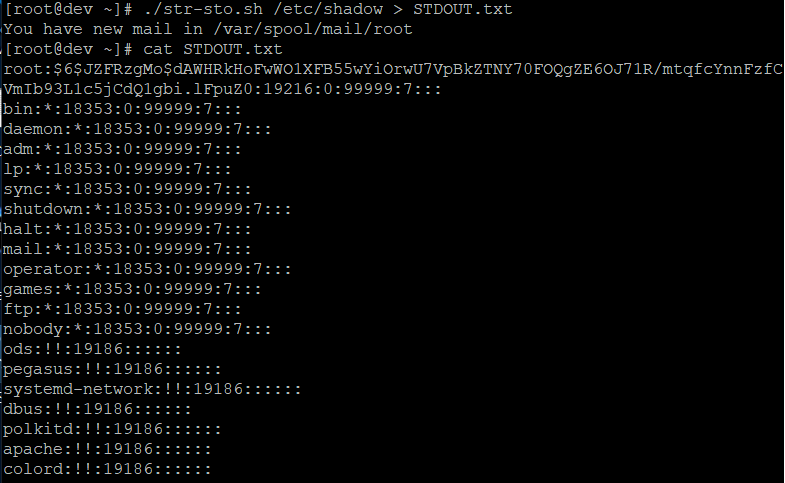 [root@dev ~]# ./str-sto.sh /etc/shadow > STDOUT.txt
You have new mail in /var/spool/mail/root
[root@dev ~]# cat STDOUT.txt
root:$6$JZFRzgMo$dAWHRkHoFwWO1XFB55wYiOrwU7VpBkZTNY70FOQgZE6OJ71R/mtqfcYnnFzfC
VmIb93L1c5jCdQ1gbi.lFpuZ0:19216:0:99999:7:::
bin:*:18353:0:99999:7:::
daemon:*:18353:0:99999:7:::
adm:*:18353:0:99999:7:::
lp:*:18353:0:99999:7:::
sync:*:18353:0:99999:7:::
shutdown:*:18353:0:99999:7:::
halt:*:18353:0:99999:7:::
mail:*:18353:0:99999:7:::
operator:*:18353:0:99999:7:::
games:*:18353:0:99999:7:::
ftp:*:18353:0:99999:7:::
nobody:*:18353:0:99999:7:::
ods:!!:19186::::::
pegasus:!!:19186::::::
systemd-network:!!:19186::::::
dbus:!!:19186::::::
polkitd:!!:19186::::::
apache:!!:19186::::::
colord:!!:19186::::::